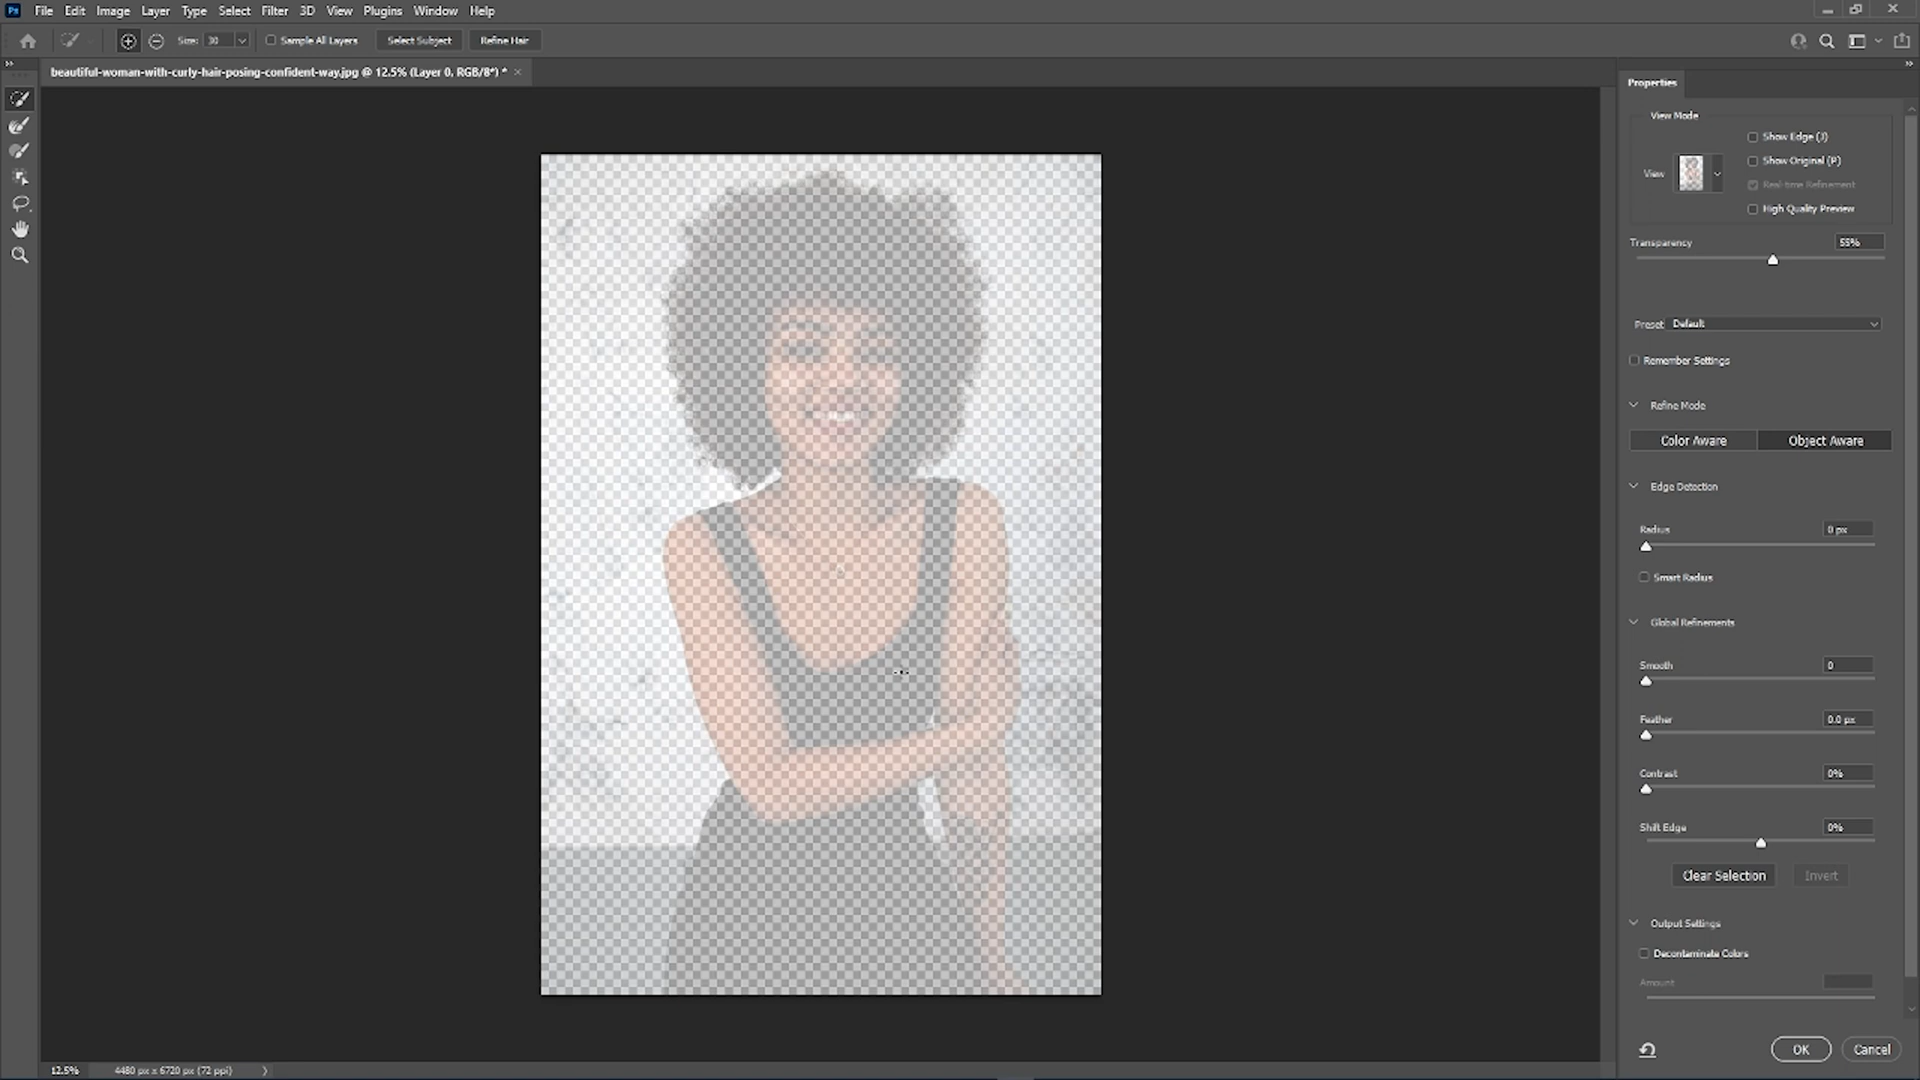 Ps File Edit Image Layer Type Select Filter 3D View Plugins Window Help
Size: 30 Sample All Layers Select Subject Refine Hair
beautiful-woman-with-curly-hair-posing-confident-way.jpg @ 12.5% (Layer 0, RGB/8*) *
Properties
View Mode
Show Edge (J)
Show Original (P)
View
Real-time Refinement
High Quality Preview
Transparency 55%
Preset Default
Remember Settings
Refine Mode
Color Aware Object Aware
Edge Detection
Radius 0 px
Smart Radius
Global Refinements
Smooth 0
Feather 0.0 px
Contrast 0%
Shift Edge 0%
Clear Selection Invert
Output Settings
Decontaminate Colors
Amount
OK Cancel
12.5% 4480 px x 6720 px (72 ppi)